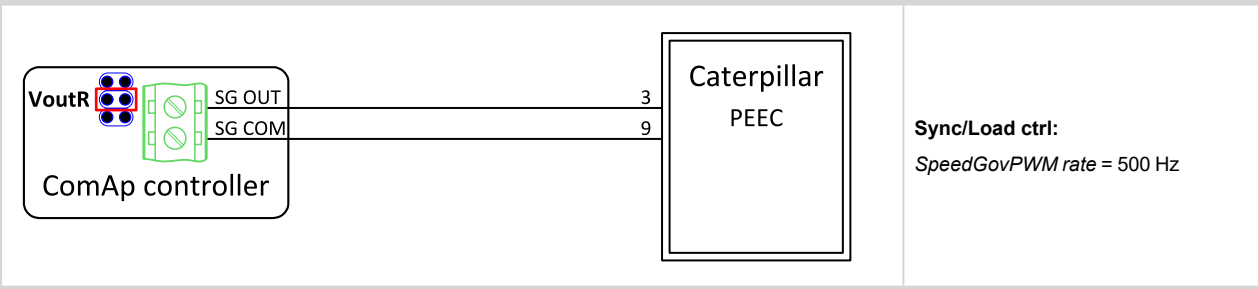 VoutR
SG OUT
SG COM
ComAp controller
3
9
Caterpillar
PEEC
Sync/Load ctrl:
SpeedGovPWM rate = 500 Hz